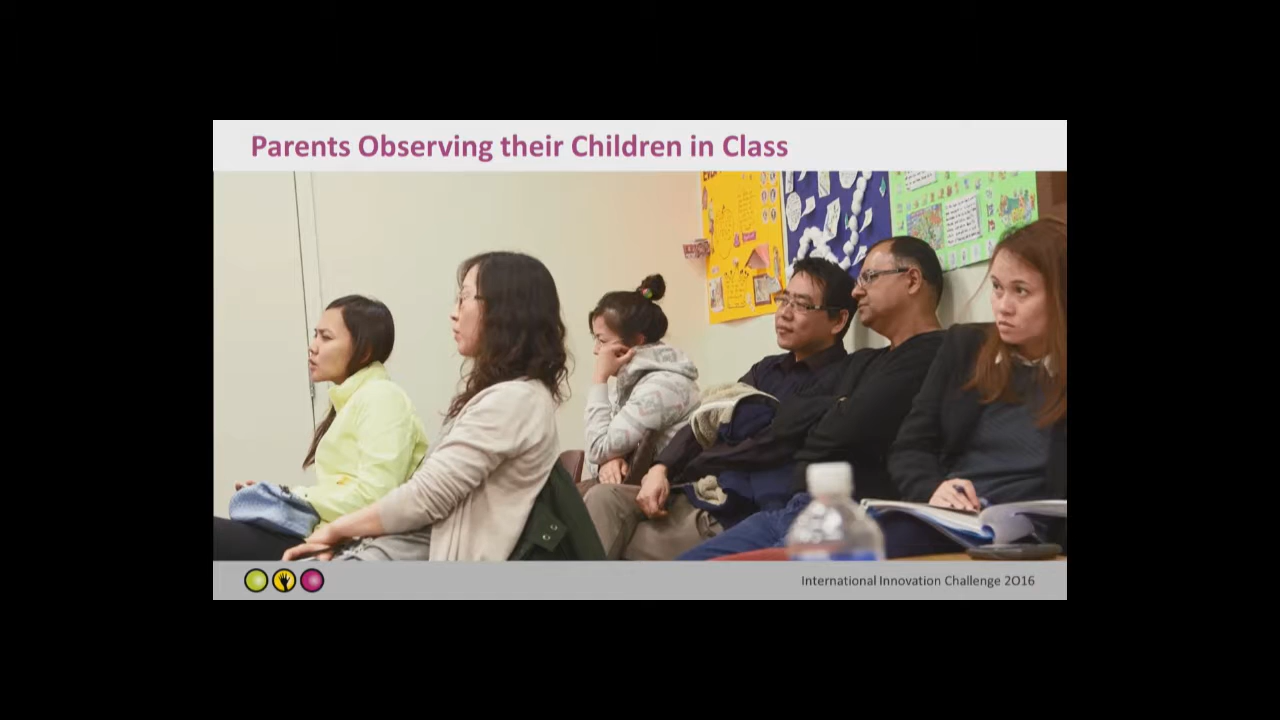 Parents Observing their Children in Class
International Innovation Challenge 2016